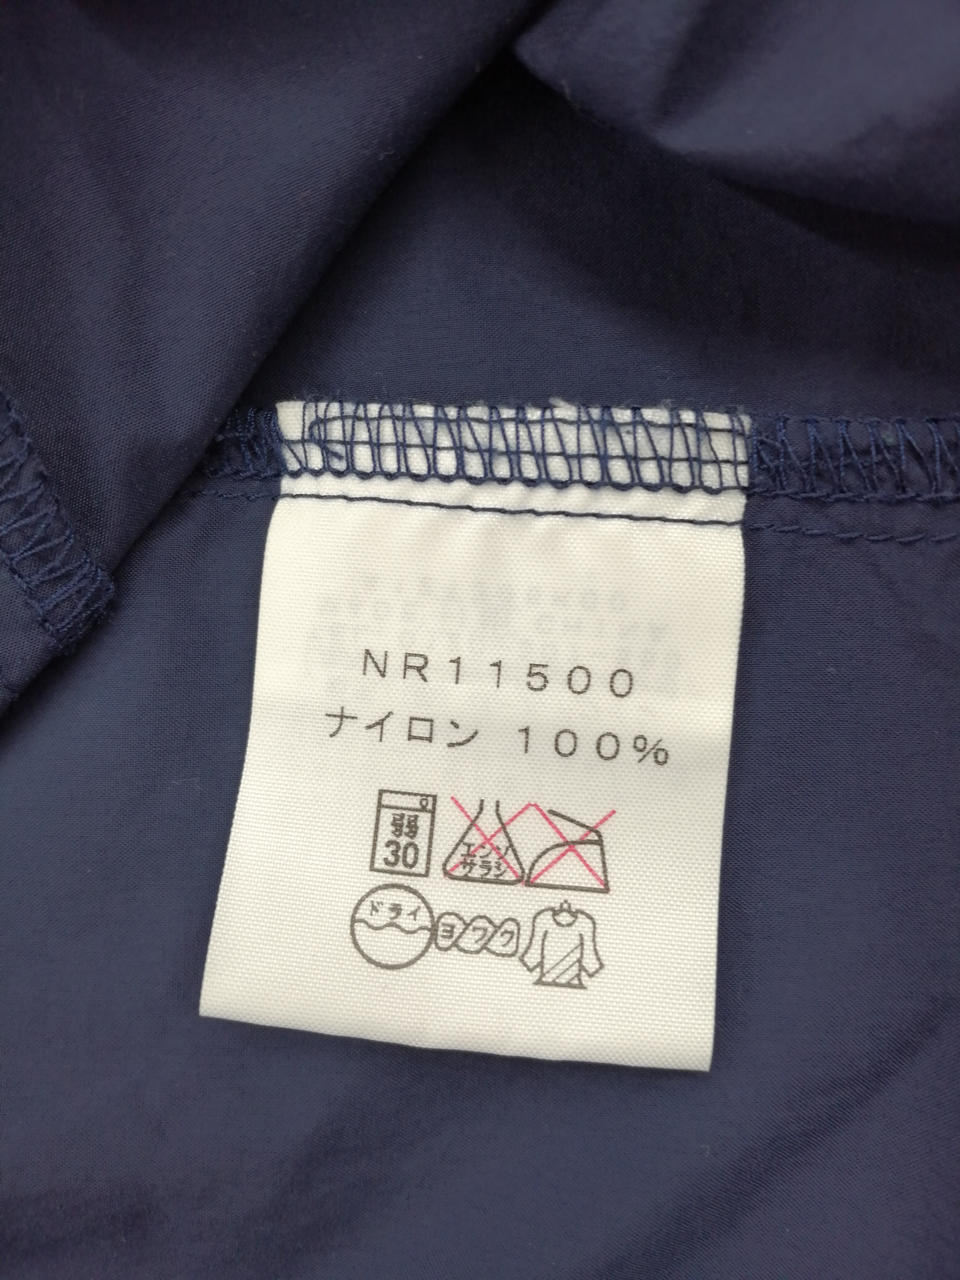 NR11500
ナイロン 100%
弱
30
エンソ
サラシ
ドライ
ヨワク